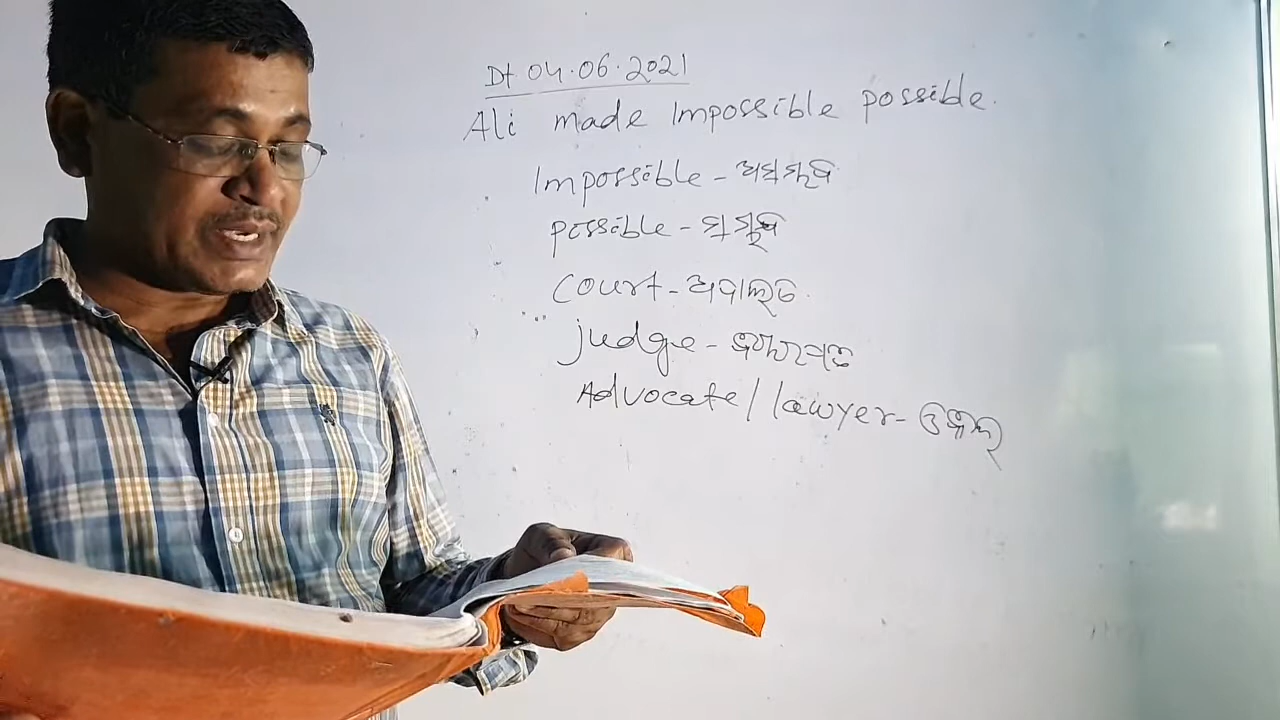 Dt 04.06.2021
Ali made Impossible possible.
Impossible - ଅସମ୍ଭବ
possible - ସମ୍ଭବ
court - ଅଦାଲତ
judge -
Advocate/lawyer - ଓକିଲ